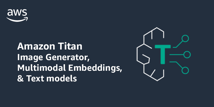 aws
Amazon Titan
Image Generator,
Multimodal Embeddings,
& Text models
T